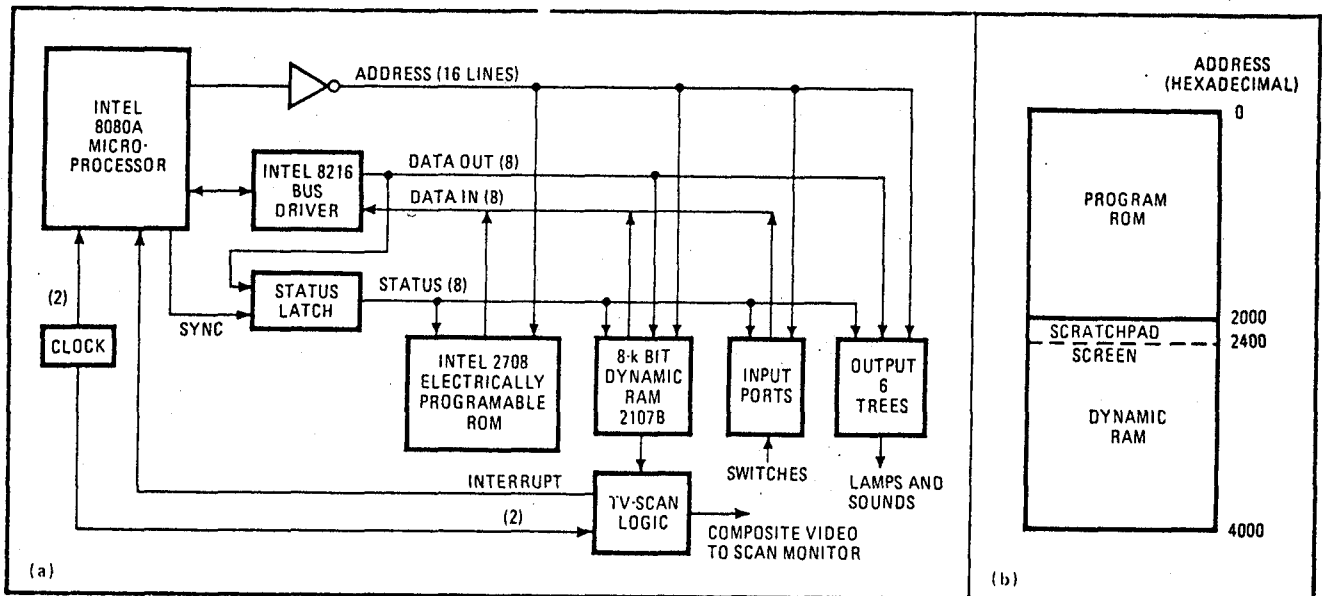 INTEL
8080A
MICRO-
PROCESSOR
ADDRESS (16 LINES)
INTEL 8216
BUS
DRIVER
DATA OUT (8)
DATA IN (8)
(2)
SYNC
STATUS
LATCH
STATUS (8)
CLOCK
INTEL 2708
ELECTRICALLY
PROGRAMABLE
ROM
8-k BIT
DYNAMIC
RAM
2107B
INPUT
PORTS
OUTPUT
6
TREES
INTERRUPT
(2)
TV-SCAN
LOGIC
SWITCHES
LAMPS AND
SOUNDS
COMPOSITE VIDEO
TO SCAN MONITOR
(a)
ADDRESS
(HEXADECIMAL)
0
PROGRAM
ROM
2000
SCRATCHPAD
2400
SCREEN
DYNAMIC
RAM
4000
(b)